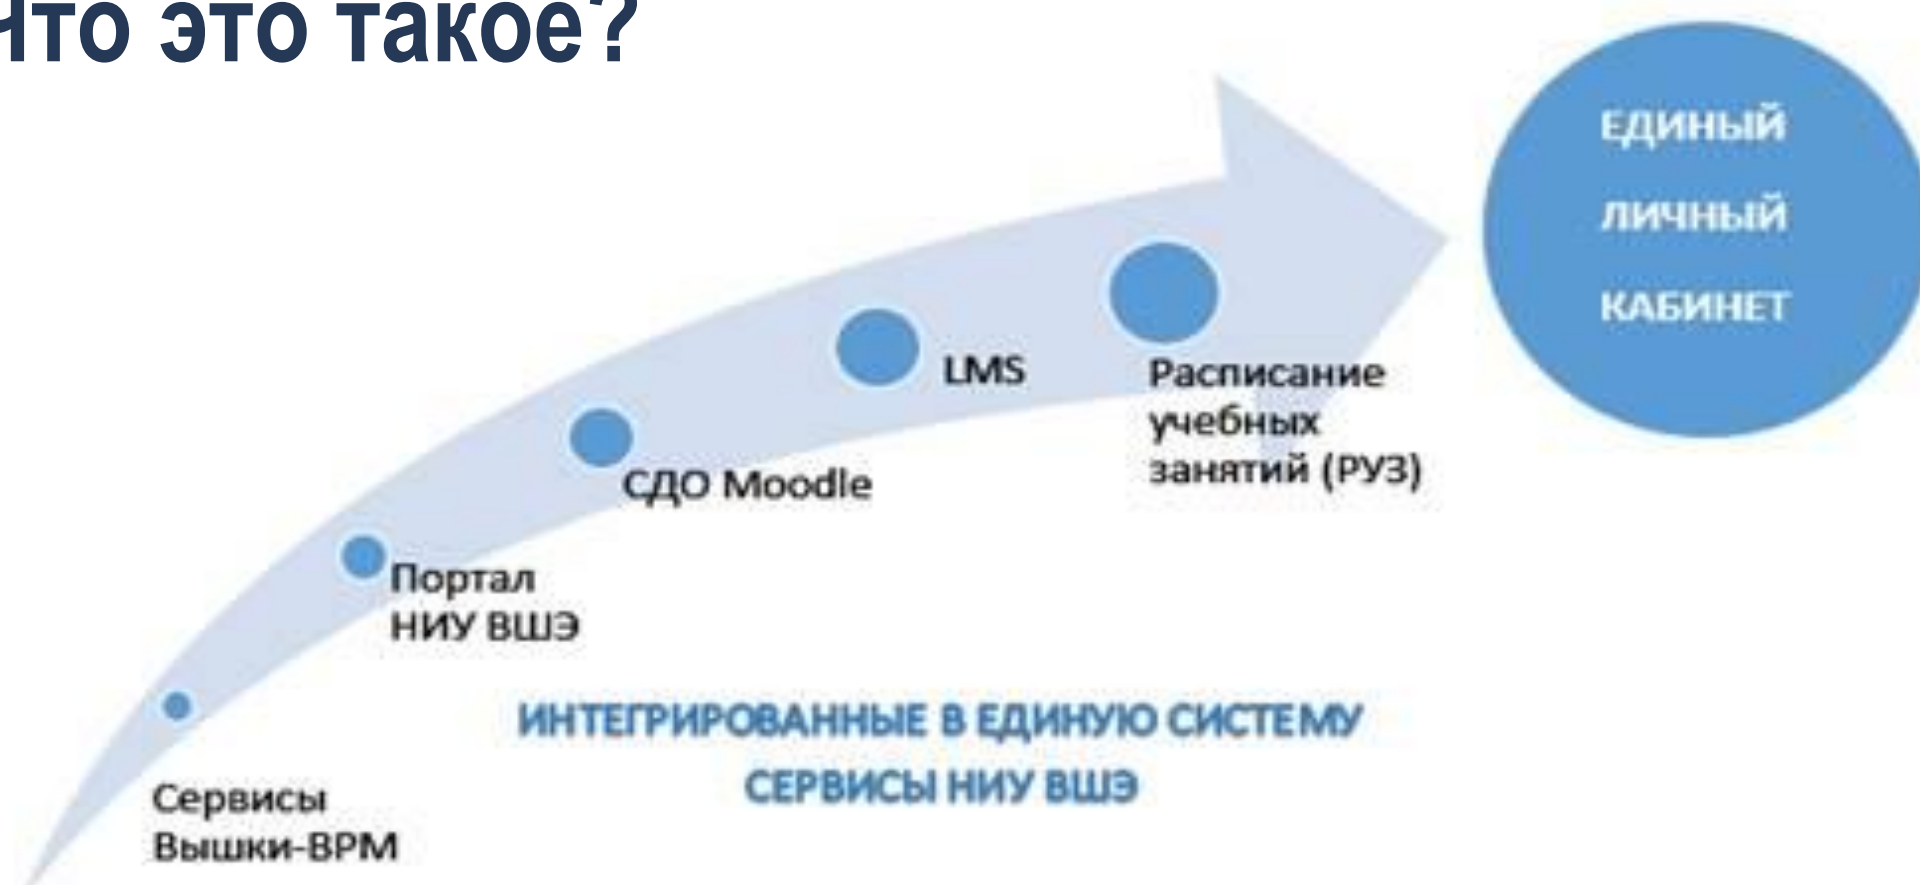 Что это такое?
ЕДИНЫЙ
ЛИЧНЫЙ
КАБИНЕТ
LMS
Расписание
учебных
занятий (РУЗ)
СДО Moodle
Портал
НИУ ВШЭ
ИНТЕГРИРОВАННЫЕ В ЕДИНУЮ СИСТЕМУ
СЕРВИСЫ НИУ ВШЭ
Сервисы
Вышки-BPM